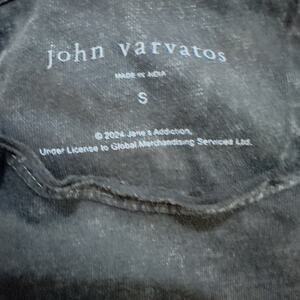 john varvatos
MADE IN INDIA
S
© 2024 Jane's Addiction,
Under License to Global Merchandising Services Ltd.